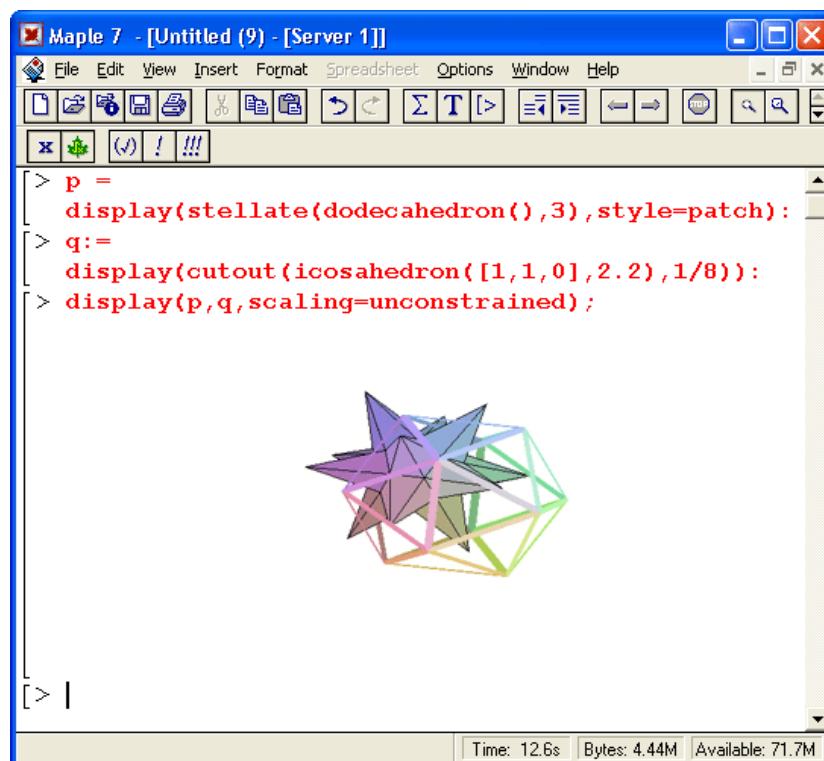 Maple 7 - [Untitled (9) - [Server 1]]
File Edit View Insert Format Spreadsheet Options Window Help
Σ T [>
x (√) ! !!!
[> p =
display(stellate(dodecahedron(),3),style=patch):
[> q:=
display(cutout(icosahedron([1,1,0],2.2),1/8)):
[> display(p,q,scaling=unconstrained);
[>
Time: 12.6s Bytes: 4.44M Available: 71.7M